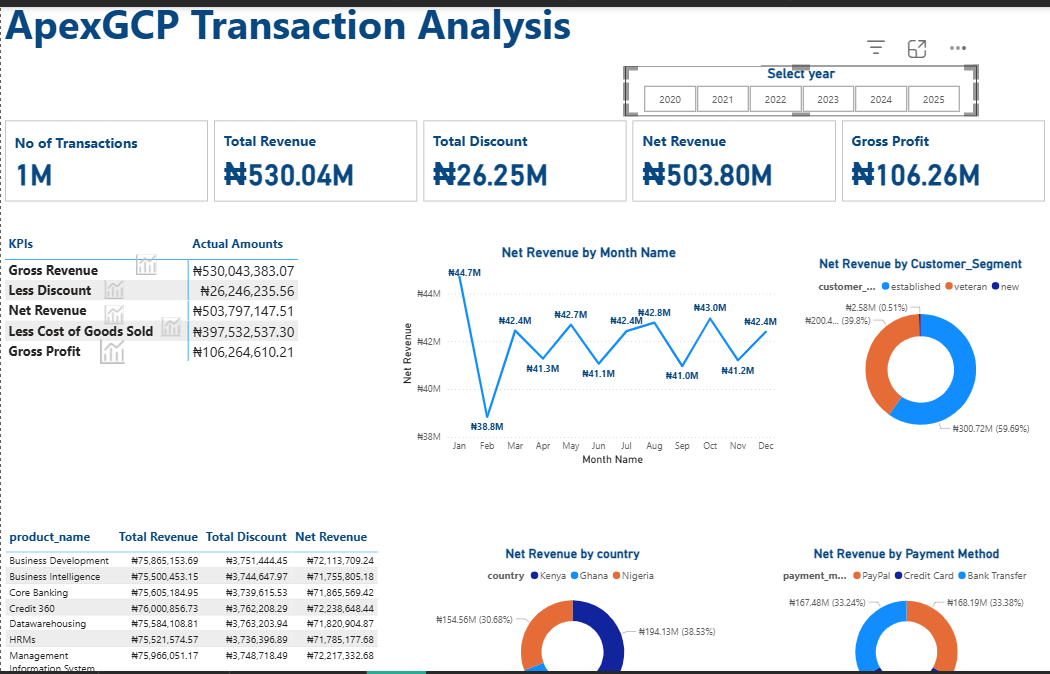 ApexGCP Transaction Analysis
Select year
2020 2021 2022 2023 2024 2025
No of Transactions
1M
Total Revenue
₦530.04M
Total Discount
₦26.25M
Net Revenue
₦503.80M
Gross Profit
₦106.26M
KPIs Actual Amounts
Gross Revenue ₦530,043,383.07
Less Discount ₦26,246,235.56
Net Revenue ₦503,797,147.51
Less Cost of Goods Sold ₦397,532,537.30
Gross Profit ₦106,264,610.21
Net Revenue by Month Name
Net Revenue
₦44M
₦42M
₦40M
₦38M
₦44.7M
₦38.8M
₦42.4M
₦41.3M
₦42.7M
₦41.1M
₦42.4M
₦42.8M
₦41.0M
₦43.0M
₦41.2M
₦42.4M
Jan Feb Mar Apr May Jun Jul Aug Sep Oct Nov Dec
Month Name
Net Revenue by Customer_Segment
customer_... established veteran new
₦2.58M (0.51%)
₦200.4... (39.8%)
₦300.72M (59.69%)
product_name Total Revenue Total Discount Net Revenue
Business Development ₦75,865,153.69 ₦3,751,444.45 ₦72,113,709.24
Business Intelligence ₦75,500,453.15 ₦3,744,647.97 ₦71,755,805.18
Core Banking ₦75,605,184.95 ₦3,739,615.53 ₦71,865,569.42
Credit 360 ₦76,000,856.73 ₦3,762,208.29 ₦72,238,648.44
Datawarehousing ₦75,584,108.81 ₦3,763,203.94 ₦71,820,904.87
HRMs ₦75,521,574.57 ₦3,736,396.89 ₦71,785,177.68
Management ₦75,966,051.17 ₦3,748,718.49 ₦72,217,332.68
Information System
Net Revenue by country
country Kenya Ghana Nigeria
₦154.56M (30.68%)
₦194.13M (38.53%)
Net Revenue by Payment Method
payment_m... PayPal Credit Card Bank Transfer
₦167.48M (33.24%)
₦168.19M (33.38%)